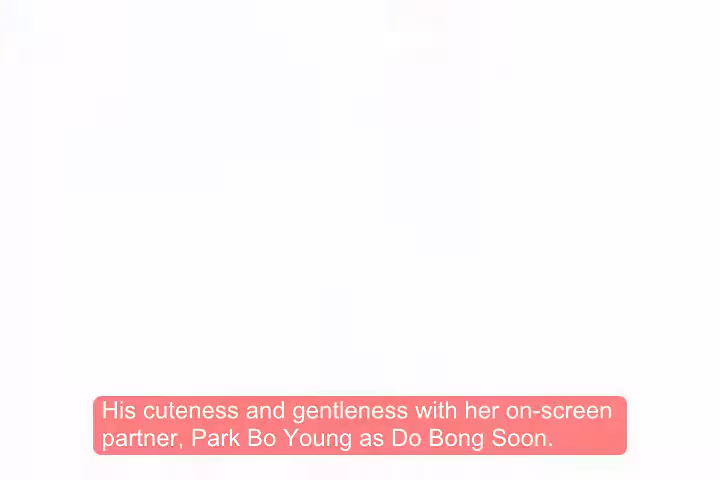 His cuteness and gentleness with her on-screen
partner, Park Bo Young as Do Bong Soon.